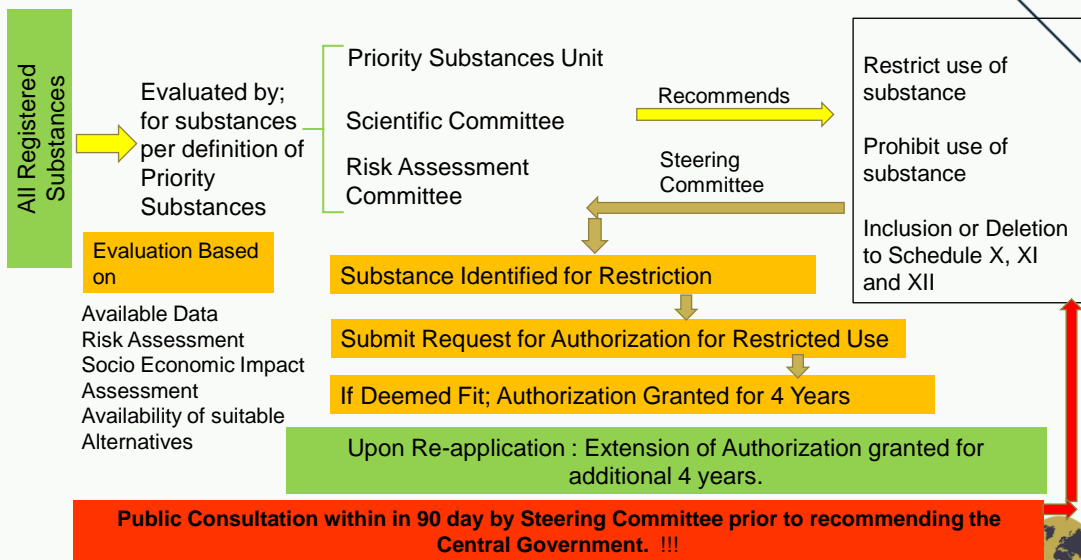 All Registered
Substances
Evaluated by;
for substances
per definition of
Priority
Substances
Priority Substances Unit
Scientific Committee
Risk Assessment
Committee
Recommends
Steering
Committee
Restrict use of
substance
Prohibit use of
substance
Inclusion or Deletion
to Schedule X, XI
and XII
Evaluation Based
on
Available Data
Risk Assessment
Socio Economic Impact
Assessment
Availability of suitable
Alternatives
Substance Identified for Restriction
Submit Request for Authorization for Restricted Use
If Deemed Fit; Authorization Granted for 4 Years
Upon Re-application : Extension of Authorization granted for
additional 4 years.
Public Consultation within in 90 day by Steering Committee prior to recommending the
Central Government. !!!